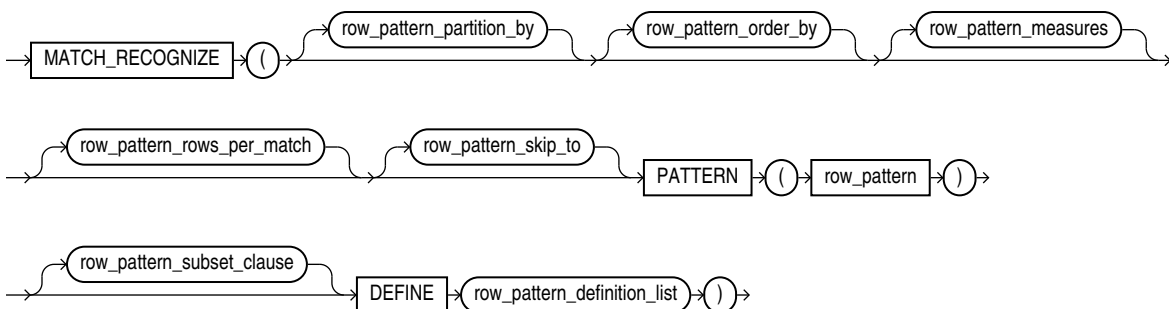 row_pattern_partition_by row_pattern_order_by row_pattern_measures
MATCH_RECOGNIZE (
row_pattern_rows_per_match row_pattern_skip_to
PATTERN ( row_pattern )
row_pattern_subset_clause
DEFINE row_pattern_definition_list )